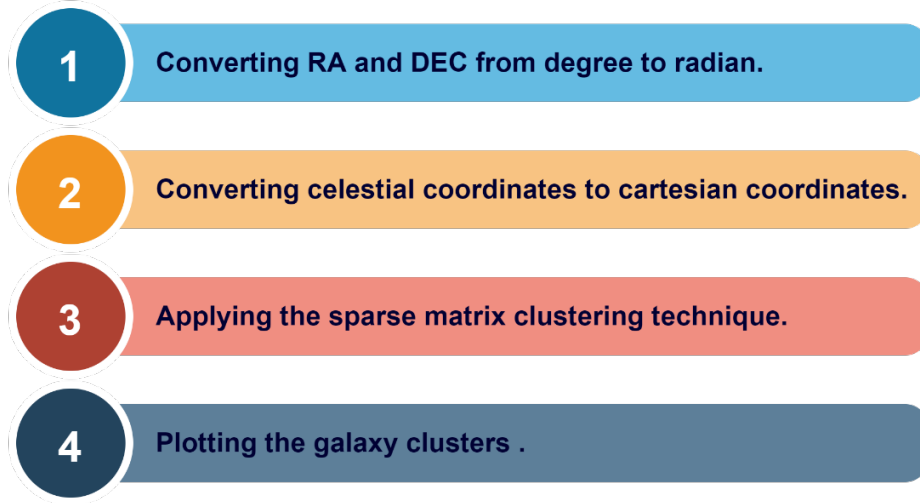 1 Converting RA and DEC from degree to radian.
2 Converting celestial coordinates to cartesian coordinates.
3 Applying the sparse matrix clustering technique.
4 Plotting the galaxy clusters .